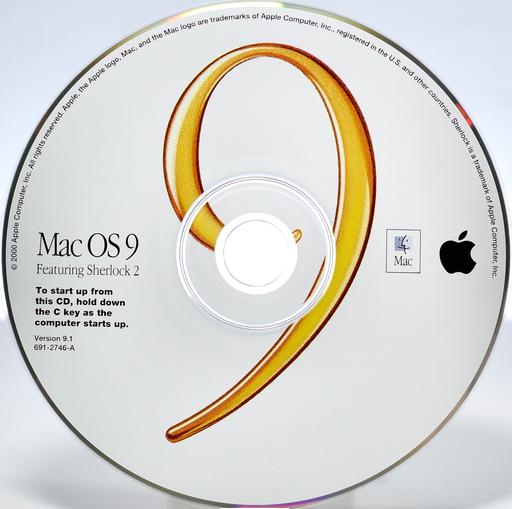 © 2000 Apple Computer, Inc. All rights reserved. Apple, the Apple logo, Mac, and the Mac logo are trademarks of Apple Computer, Inc., registered in the U.S. and other countries. Sherlock is a trademark of Apple Computer, Inc.
9
Mac OS 9
Featuring Sherlock 2
To start up from
this CD, hold down
the C key as the
computer starts up.
Version 9.1
691-2746-A
Mac